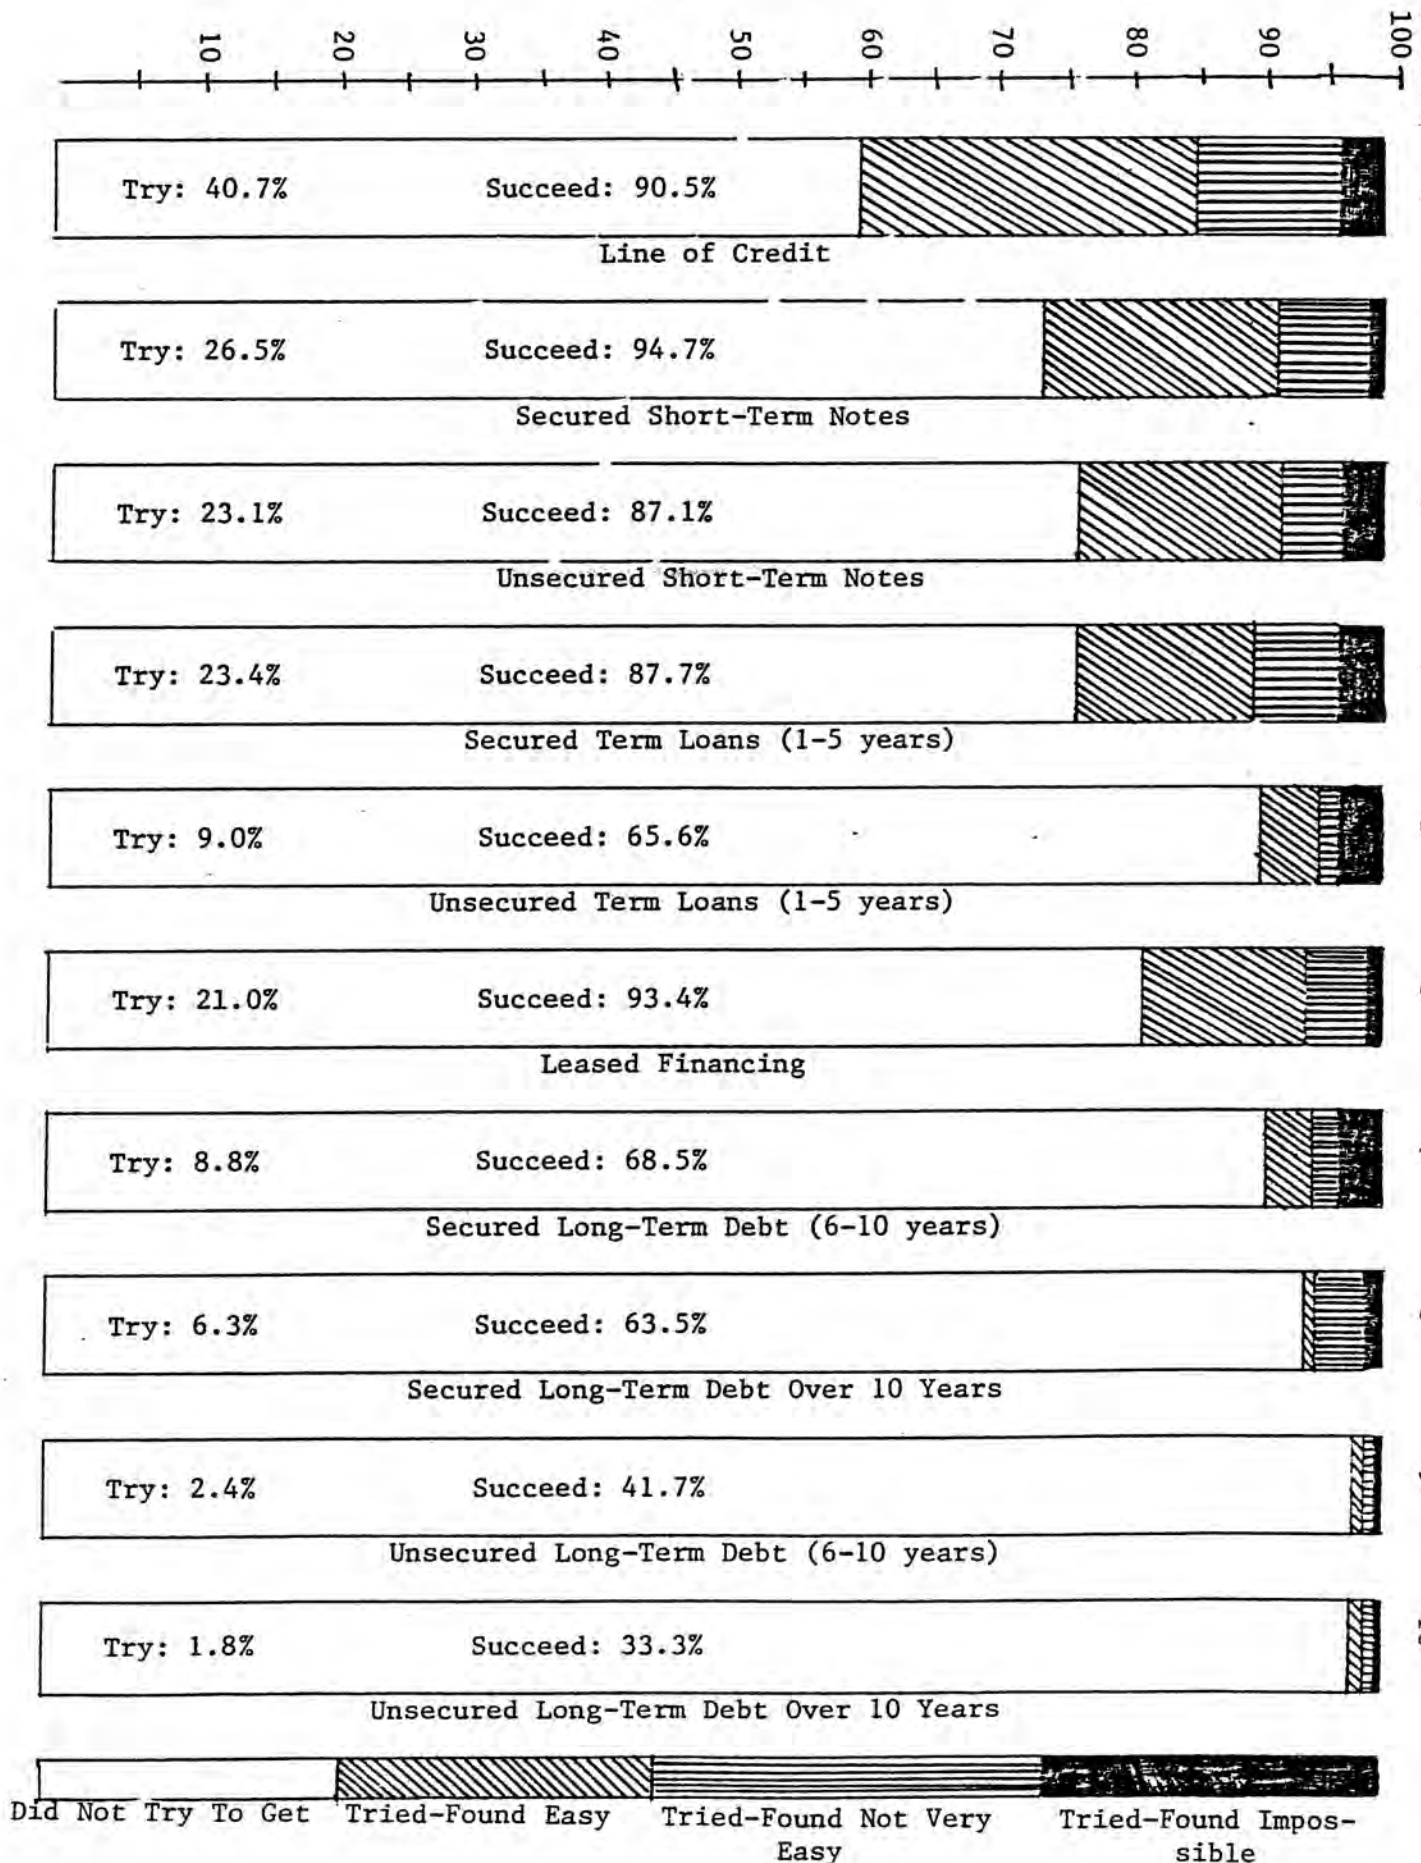 10 20 30 40 50 60 70 80 90 100
Try: 40.7% Succeed: 90.5%
Line of Credit
Try: 26.5% Succeed: 94.7%
Secured Short-Term Notes
Try: 23.1% Succeed: 87.1%
Unsecured Short-Term Notes
Try: 23.4% Succeed: 87.7%
Secured Term Loans (1-5 years)
Try: 9.0% Succeed: 65.6%
Unsecured Term Loans (1-5 years)
Try: 21.0% Succeed: 93.4%
Leased Financing
Try: 8.8% Succeed: 68.5%
Secured Long-Term Debt (6-10 years)
Try: 6.3% Succeed: 63.5%
Secured Long-Term Debt Over 10 Years
Try: 2.4% Succeed: 41.7%
Unsecured Long-Term Debt (6-10 years)
Try: 1.8% Succeed: 33.3%
Unsecured Long-Term Debt Over 10 Years
Did Not Try To Get Tried-Found Easy Tried-Found Not Very Tried-Found Impos-
Easy sible